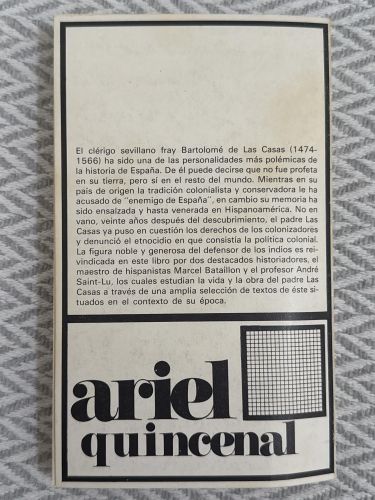 El clérigo sevillano fray Bartolomé de Las Casas (1474-
1566) ha sido una de las personalidades más polémicas de
la historia de España. De él puede decirse que no fue profeta
en su tierra, pero sí en el resto del mundo. Mientras en su
país de origen la tradición colonialista y conservadora le ha
acusado de "enemigo de España", en cambio su memoria ha
sido ensalzada y hasta venerada en Hispanoamérica. No en
vano, veinte años después del descubrimiento, el padre Las
Casas ya puso en cuestión los derechos de los colonizadores
y denunció el etnocidio en que consistía la política colonial.
La figura noble y generosa del defensor de los indios es rei-
vindicada en este libro por dos destacados historiadores, el
maestro de hispanistas Marcel Bataillon y el profesor André
Saint-Lu, los cuales estudian la vida y la obra del padre Las
Casas a través de una amplia selección de textos de éste si-
tuados en el contexto de su época.
ariel
quincenal